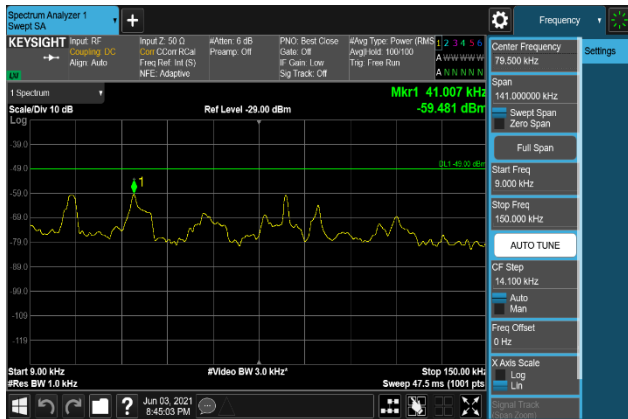 Spectrum Analyzer 1
Swept SA
+
Frequency
KEYSIGHT
Input: RF
Coupling: DC
Align: Auto
Input Z: 50 Ω
Corr CCorr RCal
Freq Ref: Int (S)
NFE: Adaptive
#Atten: 6 dB
Preamp: Off
PNO: Best Close
Gate: Off
IF Gain: Low
Sig Track: Off
#Avg Type: Power (RMS
Avg|Hold: 100/100
Trig: Free Run
1 2 3 4 5 6
A W W W W W
A N N N N N
LU
1 Spectrum
Scale/Div 10 dB
Log
Ref Level -29.00 dBm
Mkr1 41.007 kHz
-59.481 dBm
-39.0
-49.0
-59.0
-69.0
-79.0
-89.0
-99.0
-109
-119
DL1 -49.00 dBm
1
Start 9.00 kHz
#Res BW 1.0 kHz
#Video BW 3.0 kHz*
Stop 150.00 kHz
Sweep 47.5 ms (1001 pts
Center Frequency
79.500 kHz
Settings
Span
141.000000 kHz
Swept Span
Zero Span
Full Span
Start Freq
9.000 kHz
Stop Freq
150.000 kHz
AUTO TUNE
CF Step
14.100 kHz
Auto
Man
Freq Offset
0 Hz
X Axis Scale
Log
Lin
Signal Track
(Span Zoom)
?
Jun 03, 2021
8:45:03 PM